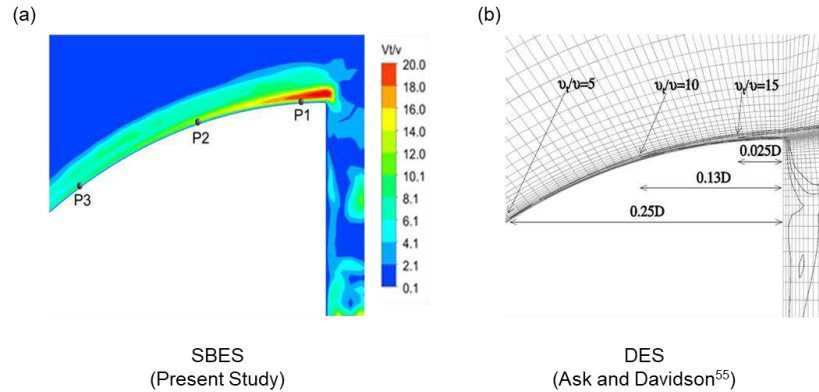 (a)
(b)
Vt/v
20.0
18.0
16.0
14.0
12.0
10.1
8.1
6.1
4.1
2.1
0.1
P1
P2
P3
υt/υ=5
υt/υ=10
υt/υ=15
0.025D
0.13D
0.25D
SBES
(Present Study)
DES
(Ask and Davidson⁵⁵)